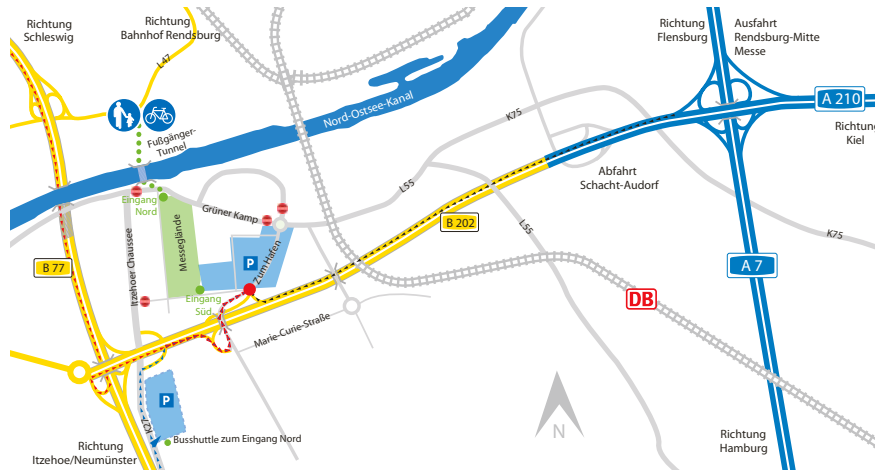 Richtung
Schleswig
Richtung
Bahnhof Rendsburg
L47
Richtung
Flensburg
Ausfahrt
Rendsburg-Mitte
Messe
A 210
Richtung
Kiel
Nord-Ostsee-Kanal
K75
Fußgänger-
Tunnel
Abfahrt
Schacht-Audorf
L55
Eingang
Nord
Grüner Kamp
L55
B 202
K75
B 77
Itzehoer Chaussee
Messeglände
P
Zum Hafen
A 7
DB
Eingang
Süd
Marie-Curie-Straße
P
K27
N
Busshuttle zum Eingang Nord
Richtung
Itzehoe/Neumünster
Richtung
Hamburg